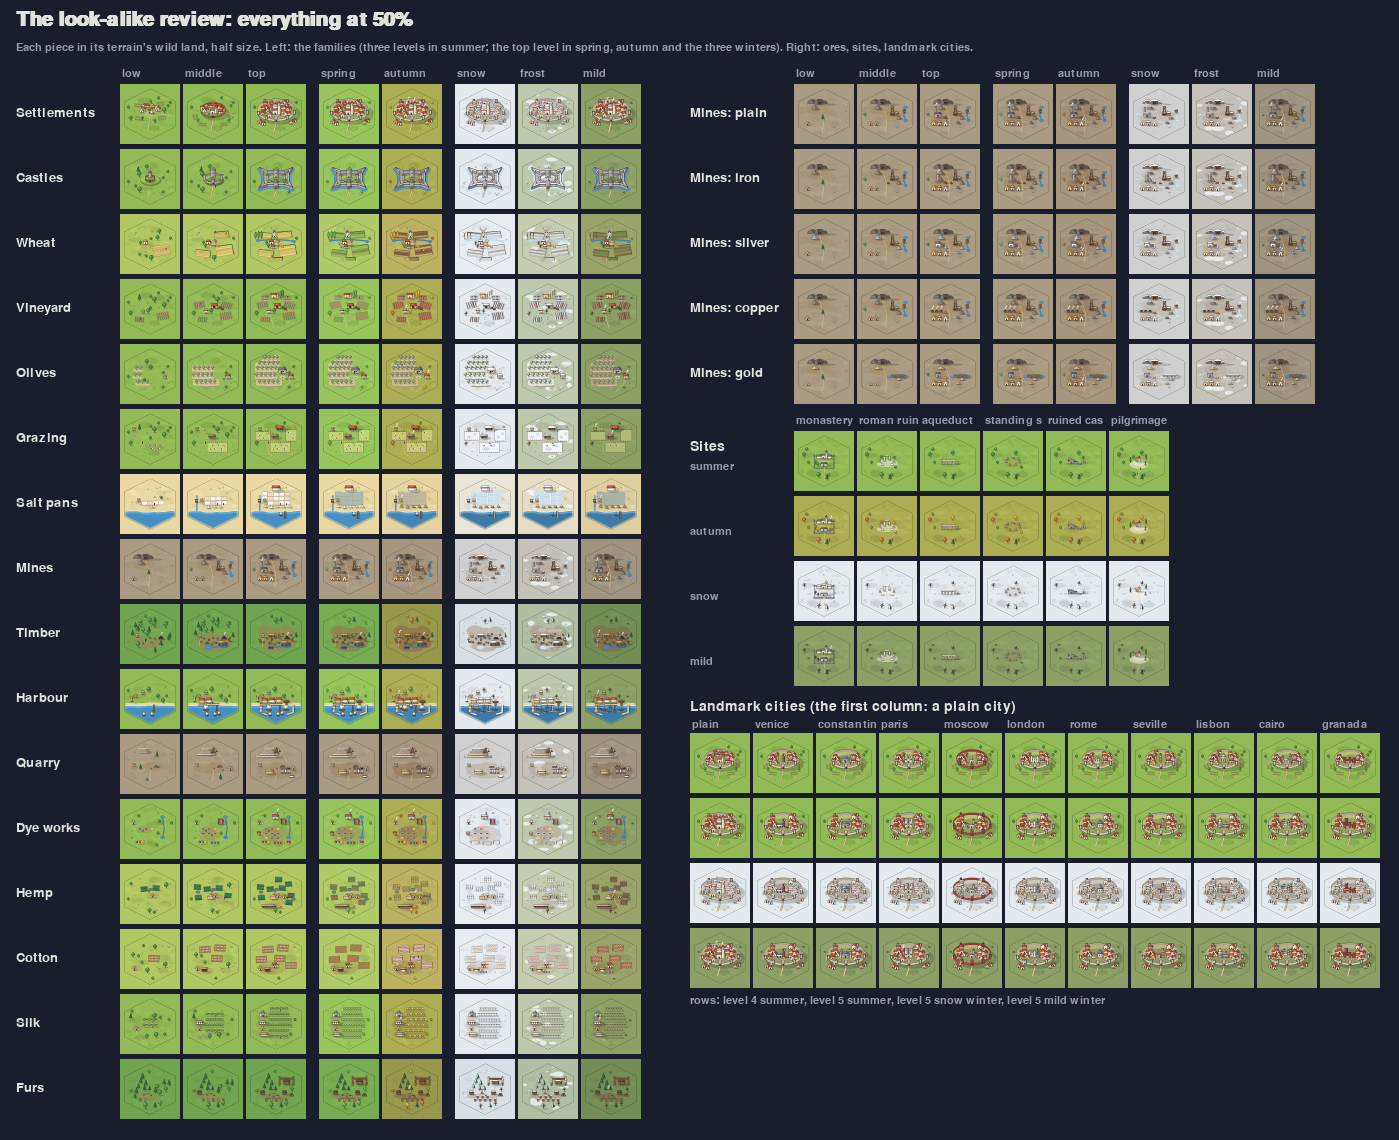 The look-alike review: everything at 50%
Each piece in its terrain's wild land, half size. Left: the families (three levels in summer; the top level in spring, autumn and the three winters). Right: ores, sites, landmark cities.
low middle top spring autumn snow frost mild
Settlements
Castles
Wheat
Vineyard
Olives
Grazing
Salt pans
Mines
Timber
Harbour
Quarry
Dye works
Hemp
Cotton
Silk
Furs
low middle top spring autumn snow frost mild
Mines: plain
Mines: iron
Mines: silver
Mines: copper
Mines: gold
monastery roman ruin aqueduct standing s ruined cas pilgrimage
Sites
summer
autumn
snow
mild
Landmark cities (the first column: a plain city)
plain venice constantin paris moscow london rome seville lisbon cairo granada
rows: level 4 summer, level 5 summer, level 5 snow winter, level 5 mild winter